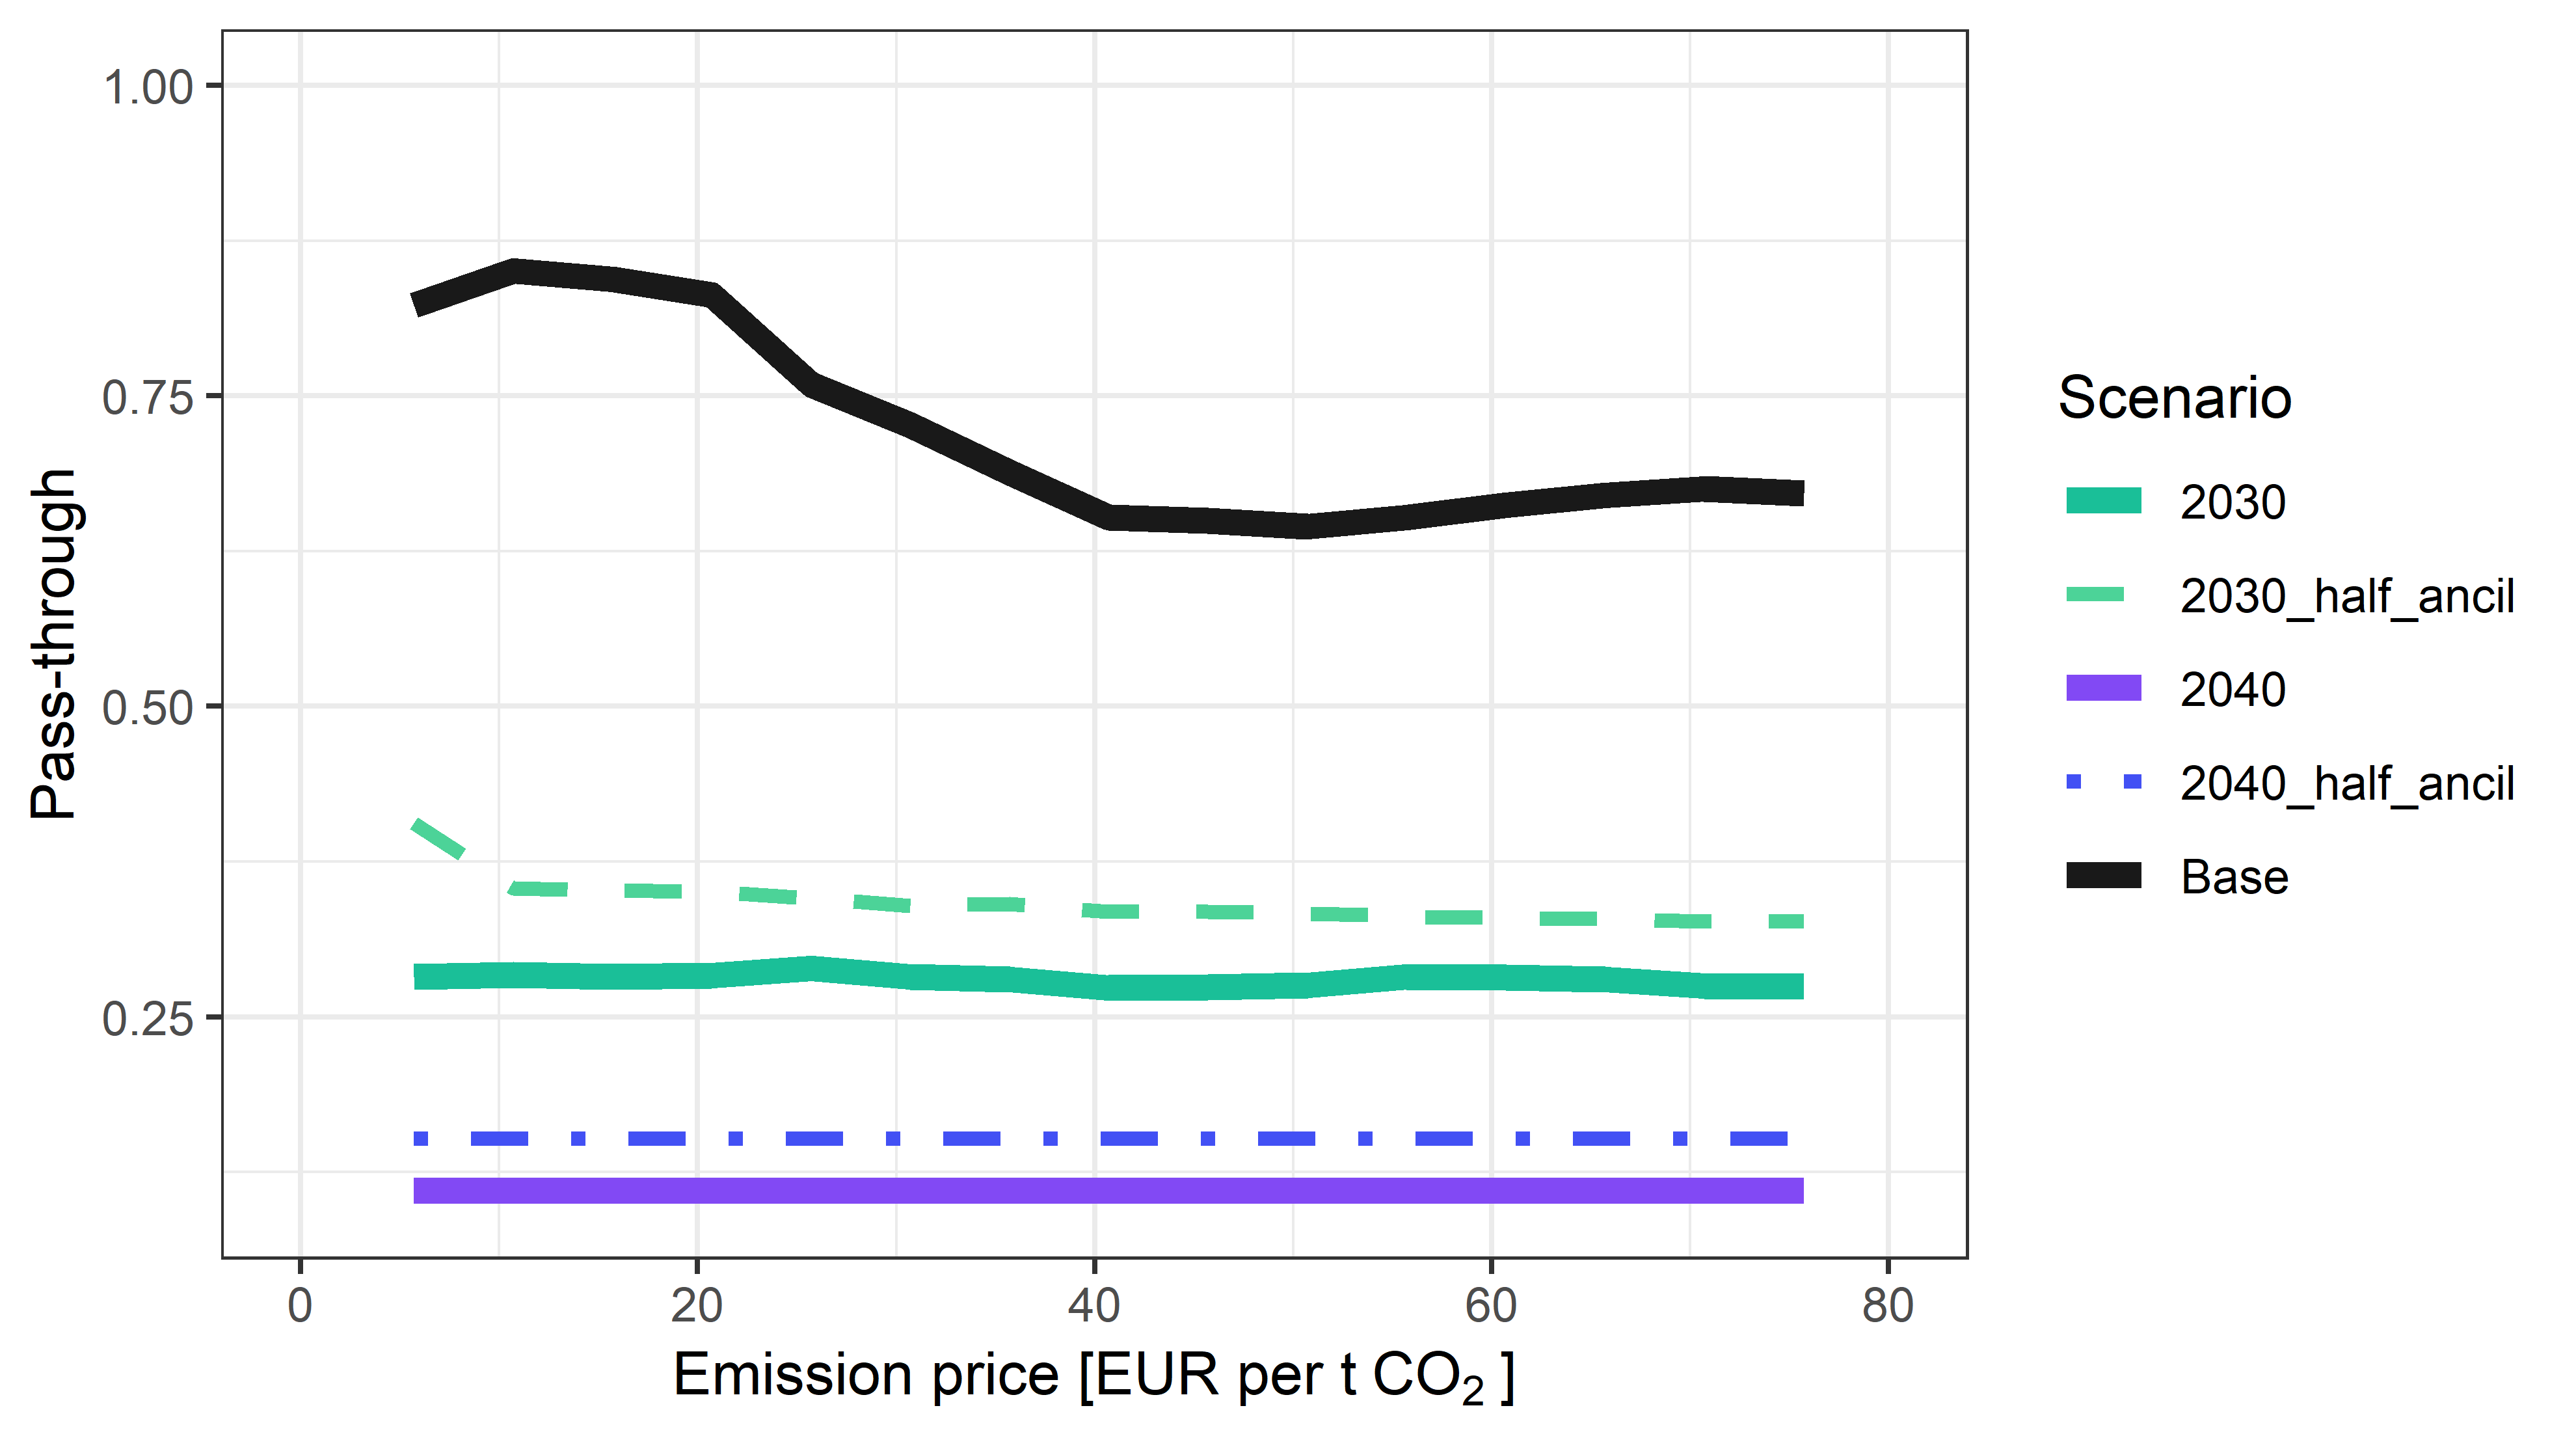 1.00
0.75
0.50
0.25
Pass-through
0 20 40 60 80
Emission price [EUR per t CO₂ ]
Scenario
2030
2030_half_ancil
2040
2040_half_ancil
Base